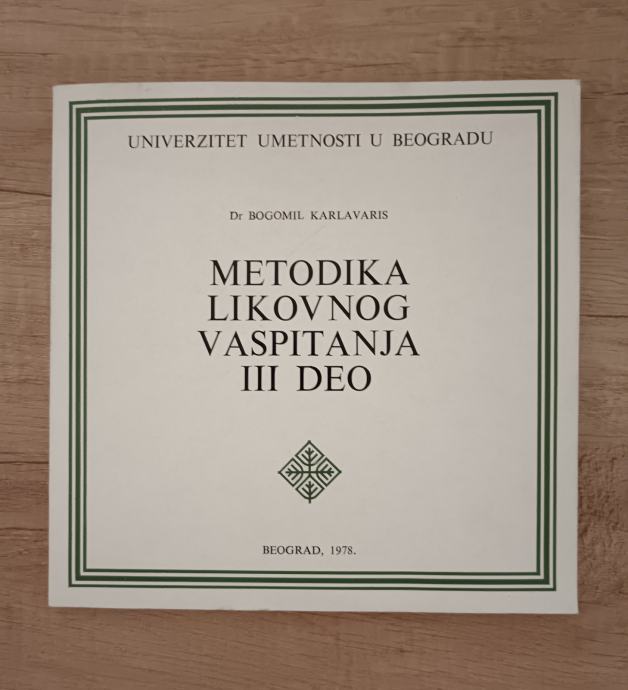 UNIVERZITET UMETNOSTI U BEOGRADU
Dr BOGOMIL KARLAVARIS
METODIKA
LIKOVNOG
VASPITANJA
III DEO
BEOGRAD, 1978.